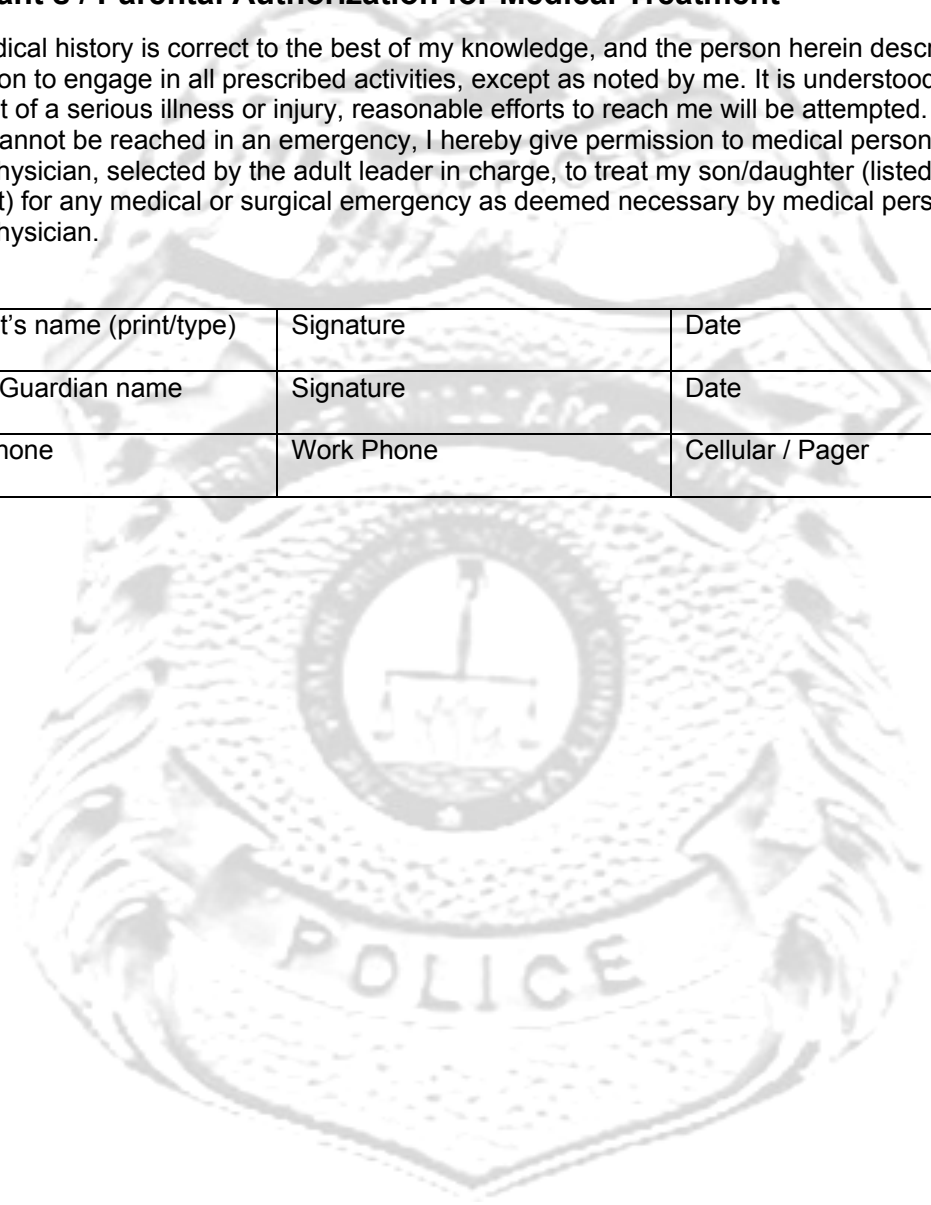 ant's / Parental Authorization for Medical Treatment
dical history is correct to the best of my knowledge, and the person herein descr
on to engage in all prescribed activities, except as noted by me. It is understood
t of a serious illness or injury, reasonable efforts to reach me will be attempted.
annot be reached in an emergency, I hereby give permission to medical person
hysician, selected by the adult leader in charge, to treat my son/daughter (listed
t) for any medical or surgical emergency as deemed necessary by medical pers
hysician.
t's name (print/type) Signature Date
Guardian name Signature Date
hone Work Phone Cellular / Pager
PRINCE WILLIAM COUNTY
POLICE